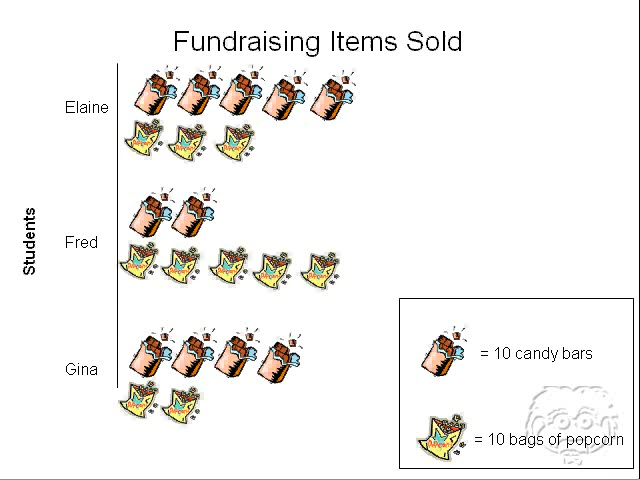 Fundraising Items Sold
Students
Elaine
Fred
Gina
= 10 candy bars
= 10 bags of popcorn